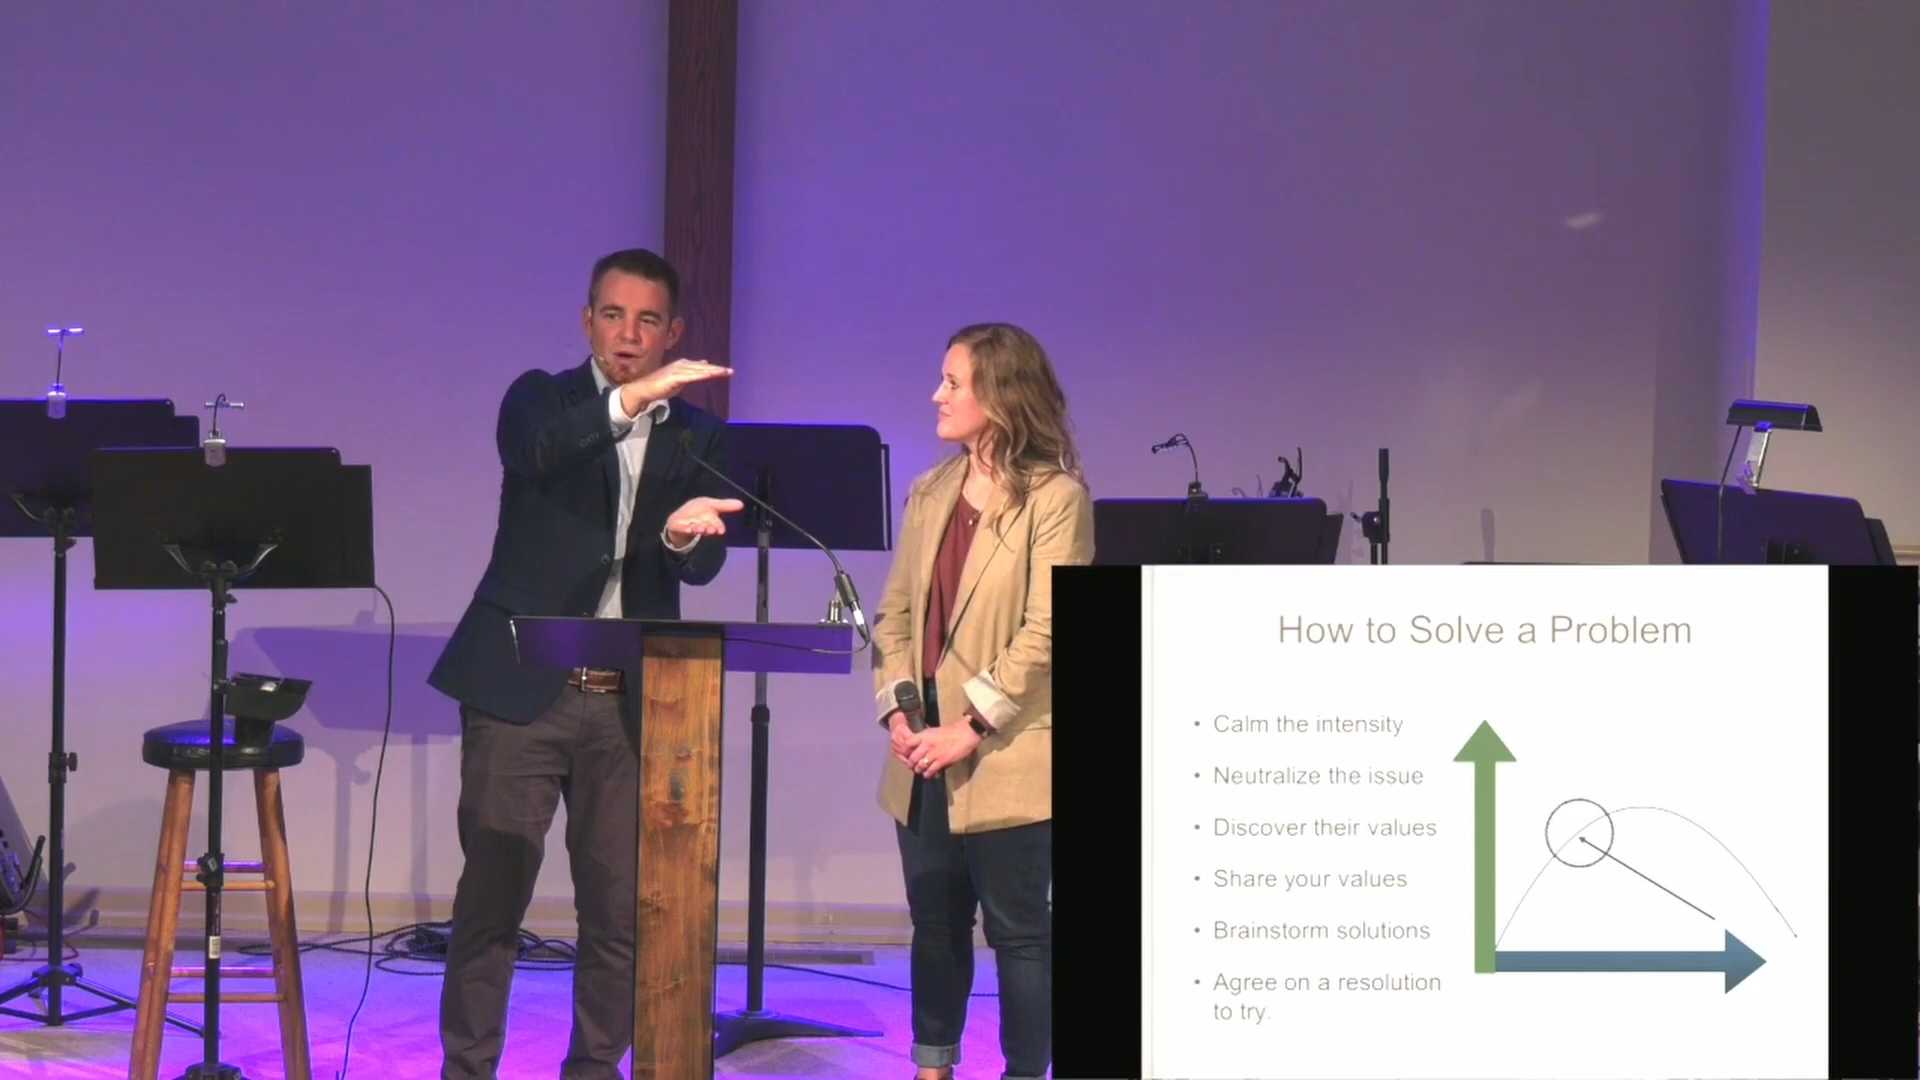 How to Solve a Problem
• Calm the intensity
• Neutralize the issue
• Discover their values
• Share your values
• Brainstorm solutions
• Agree on a resolution
to try.